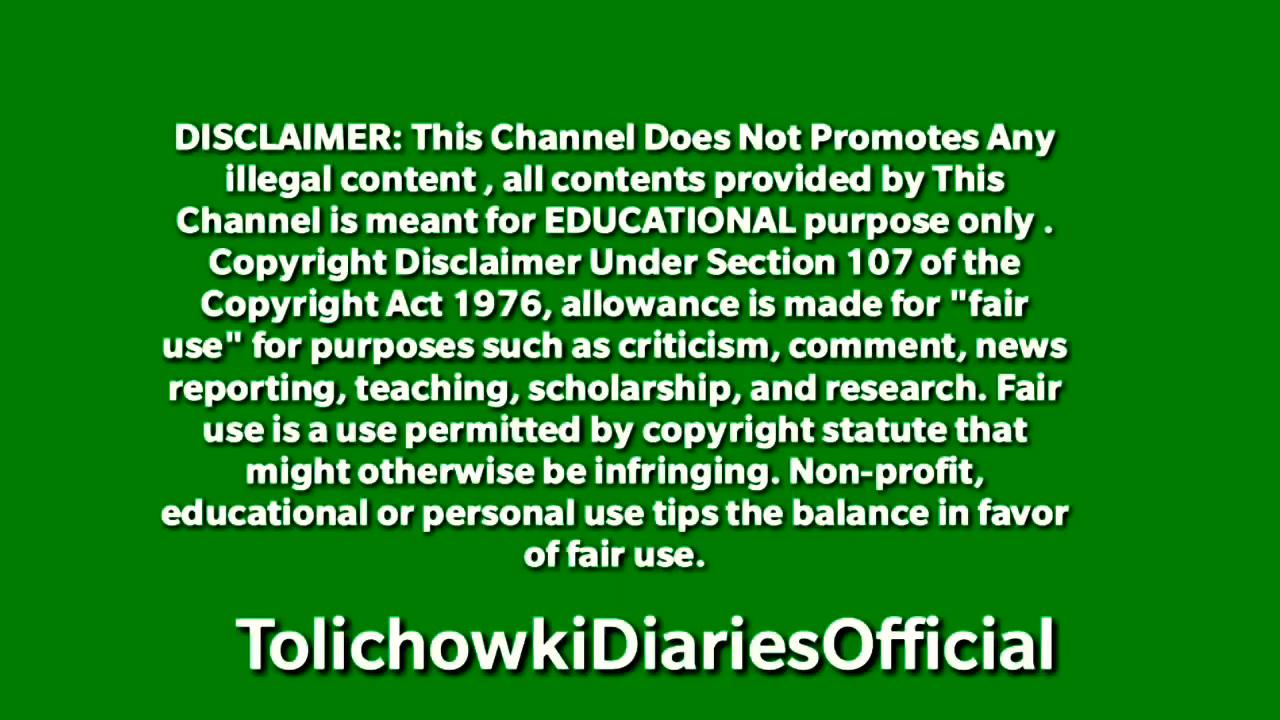 DISCLAIMER: This Channel Does Not Promotes Any
illegal content , all contents provided by This
Channel is meant for EDUCATIONAL purpose only .
Copyright Disclaimer Under Section 107 of the
Copyright Act 1976, allowance is made for "fair
use" for purposes such as criticism, comment, news
reporting, teaching, scholarship, and research. Fair
use is a use permitted by copyright statute that
might otherwise be infringing. Non-profit,
educational or personal use tips the balance in favor
of fair use.
TolichowkiDiariesOfficial